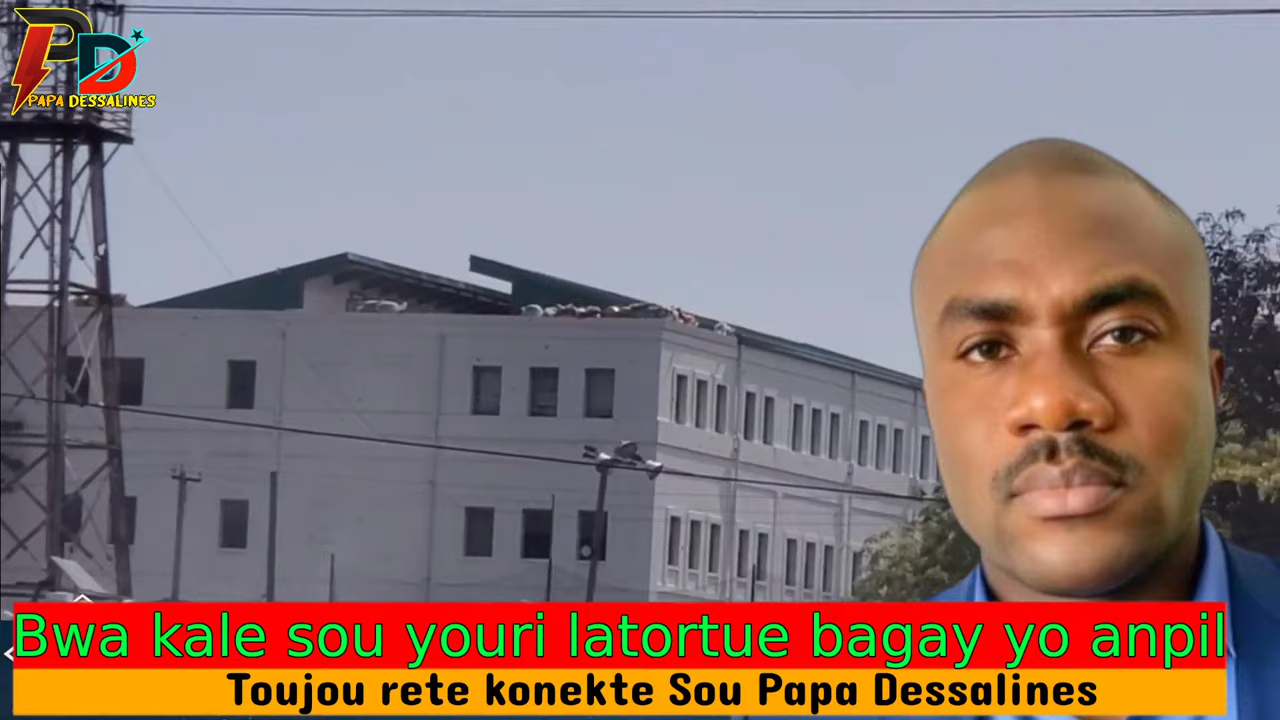 PD
PAPA DESSALINES
Bwa kale sou youri latortue bagay yo anpil
Toujou rete konekte Sou Papa Dessalines